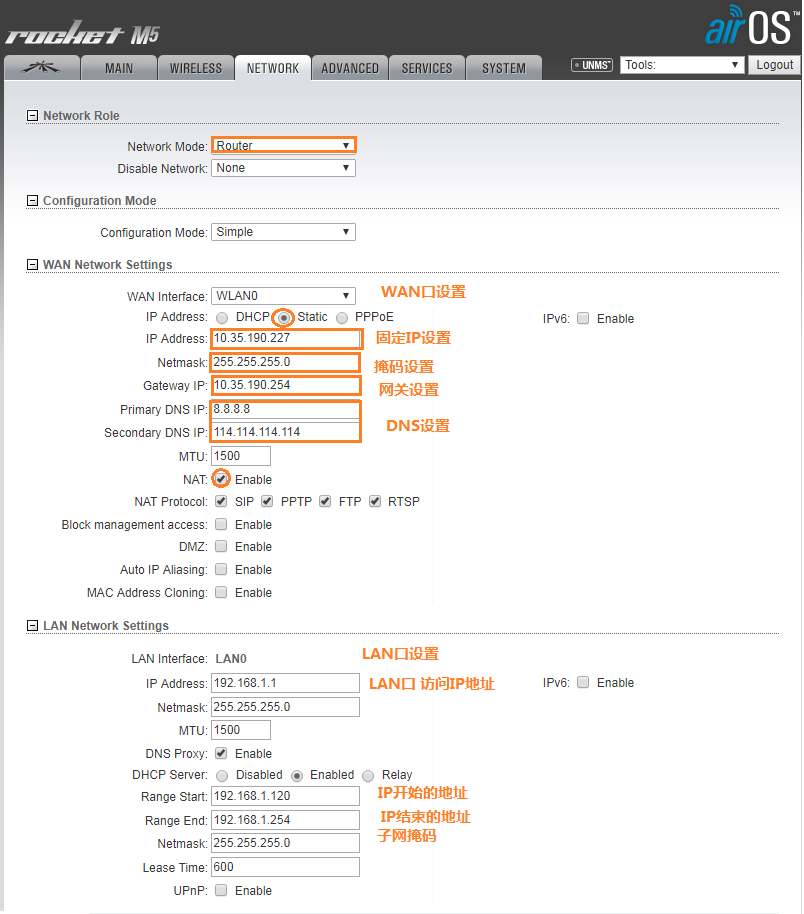 rocket M5
airOS™
MAIN WIRELESS NETWORK ADVANCED SERVICES SYSTEM UNMS™ Tools: Logout
Network Role
Network Mode: Router
Disable Network: None
Configuration Mode
Configuration Mode: Simple
WAN Network Settings
WAN Interface: WLAN0 WAN口设置
IP Address: DHCP Static PPPoE IPv6: Enable
IP Address: 10.35.190.227 固定IP设置
Netmask: 255.255.255.0 掩码设置
Gateway IP: 10.35.190.254 网关设置
Primary DNS IP: 8.8.8.8
Secondary DNS IP: 114.114.114.114 DNS设置
MTU: 1500
NAT: Enable
NAT Protocol: SIP PPTP FTP RTSP
Block management access: Enable
DMZ: Enable
Auto IP Aliasing: Enable
MAC Address Cloning: Enable
LAN Network Settings
LAN Interface: LAN0 LAN口设置
IP Address: 192.168.1.1 LAN口 访问IP地址 IPv6: Enable
Netmask: 255.255.255.0
MTU: 1500
DNS Proxy: Enable
DHCP Server: Disabled Enabled Relay
Range Start: 192.168.1.120 IP开始的地址
Range End: 192.168.1.254 IP结束的地址
Netmask: 255.255.255.0 子网掩码
Lease Time: 600
UPnP: Enable